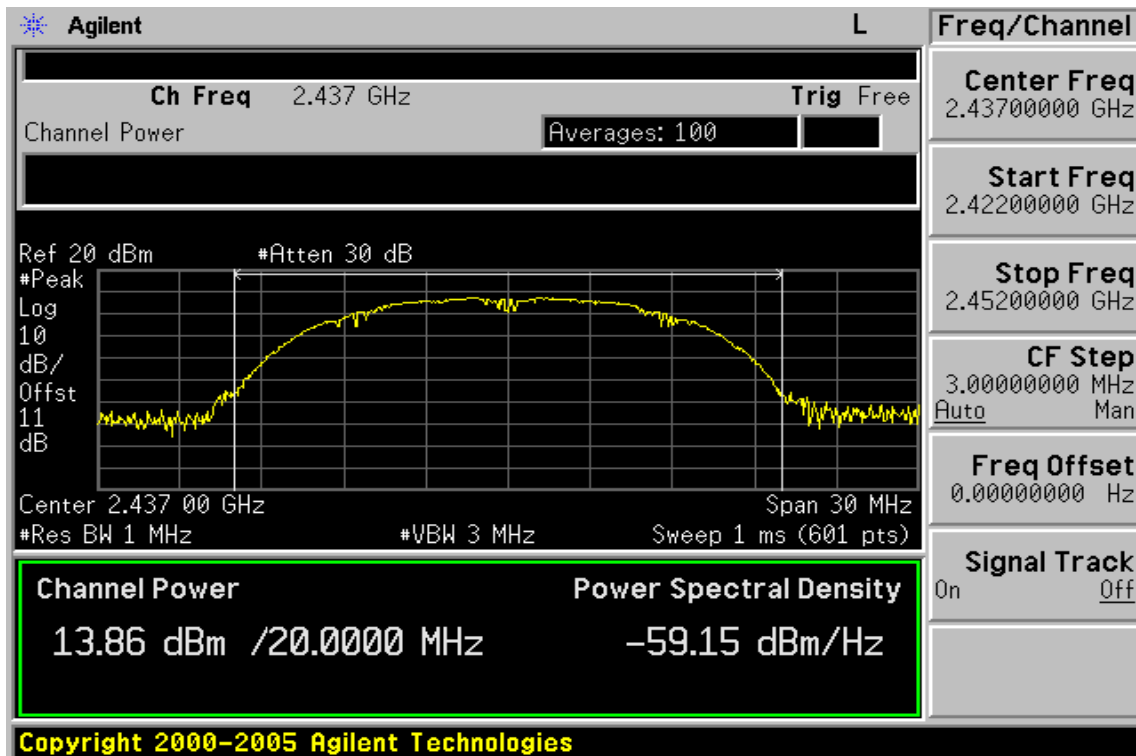 Agilent L Freq/Channel
Ch Freq 2.437 GHz Trig Free
Channel Power Averages: 100
Ref 20 dBm #Atten 30 dB
#Peak
Log
10
dB/
Offst
11
dB
Center 2.437 00 GHz Span 30 MHz
#Res BW 1 MHz #VBW 3 MHz Sweep 1 ms (601 pts)
Channel Power Power Spectral Density
13.86 dBm /20.0000 MHz -59.15 dBm/Hz
Center Freq
2.43700000 GHz
Start Freq
2.42200000 GHz
Stop Freq
2.45200000 GHz
CF Step
3.00000000 MHz
Auto Man
Freq Offset
0.00000000 Hz
Signal Track
On Off
Copyright 2000-2005 Agilent Technologies